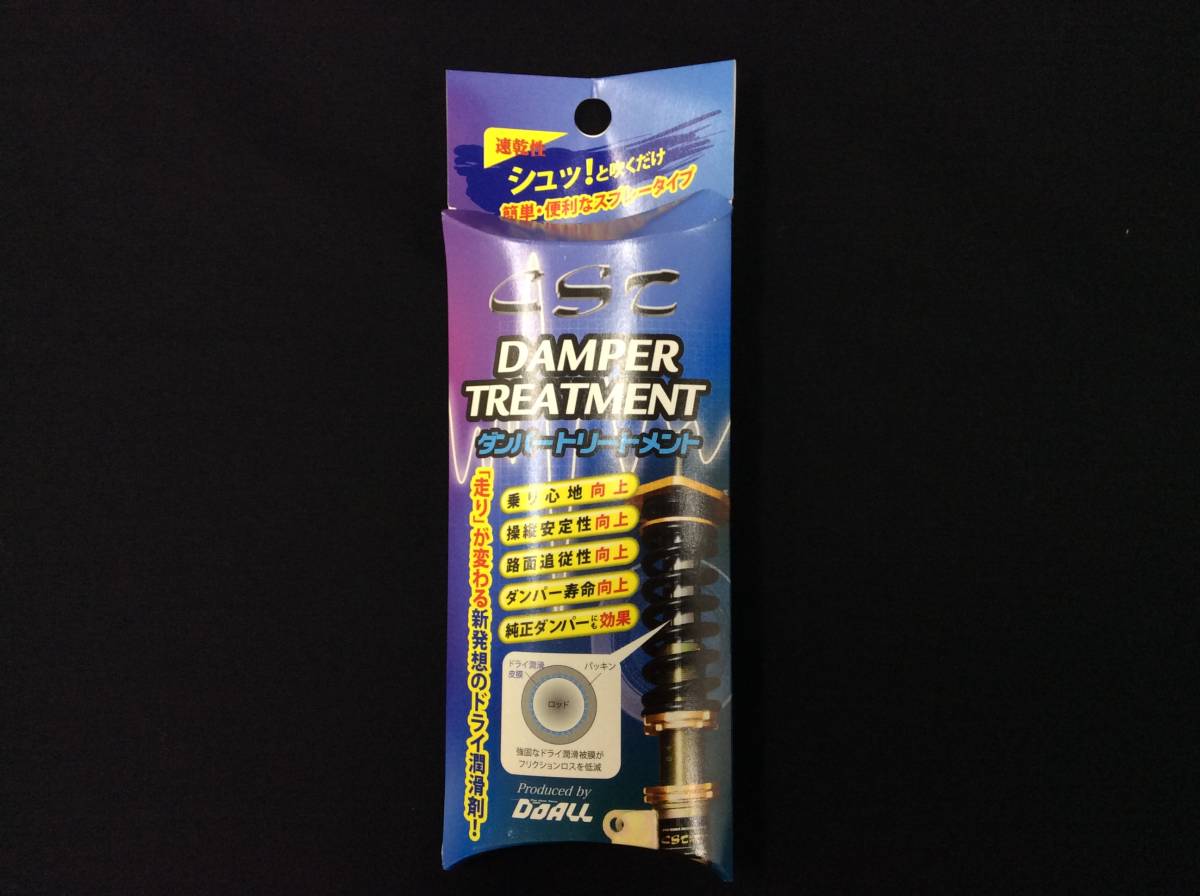 速乾性
シュッ！と吹くだけ
簡単・便利なスプレータイプ
CST
DAMPER
TREATMENT
ダンパートリートメント
「走り」が変わる新発想のドライ潤滑剤！
乗り心地向上
操縦安定性向上
路面追従性向上
ダンパー寿命向上
純正ダンパーにも効果
ドライ潤滑
皮膜
パッキン
ロッド
強固なドライ潤滑被膜が
フリクションロスを低減
Produced by
DOALL
CST